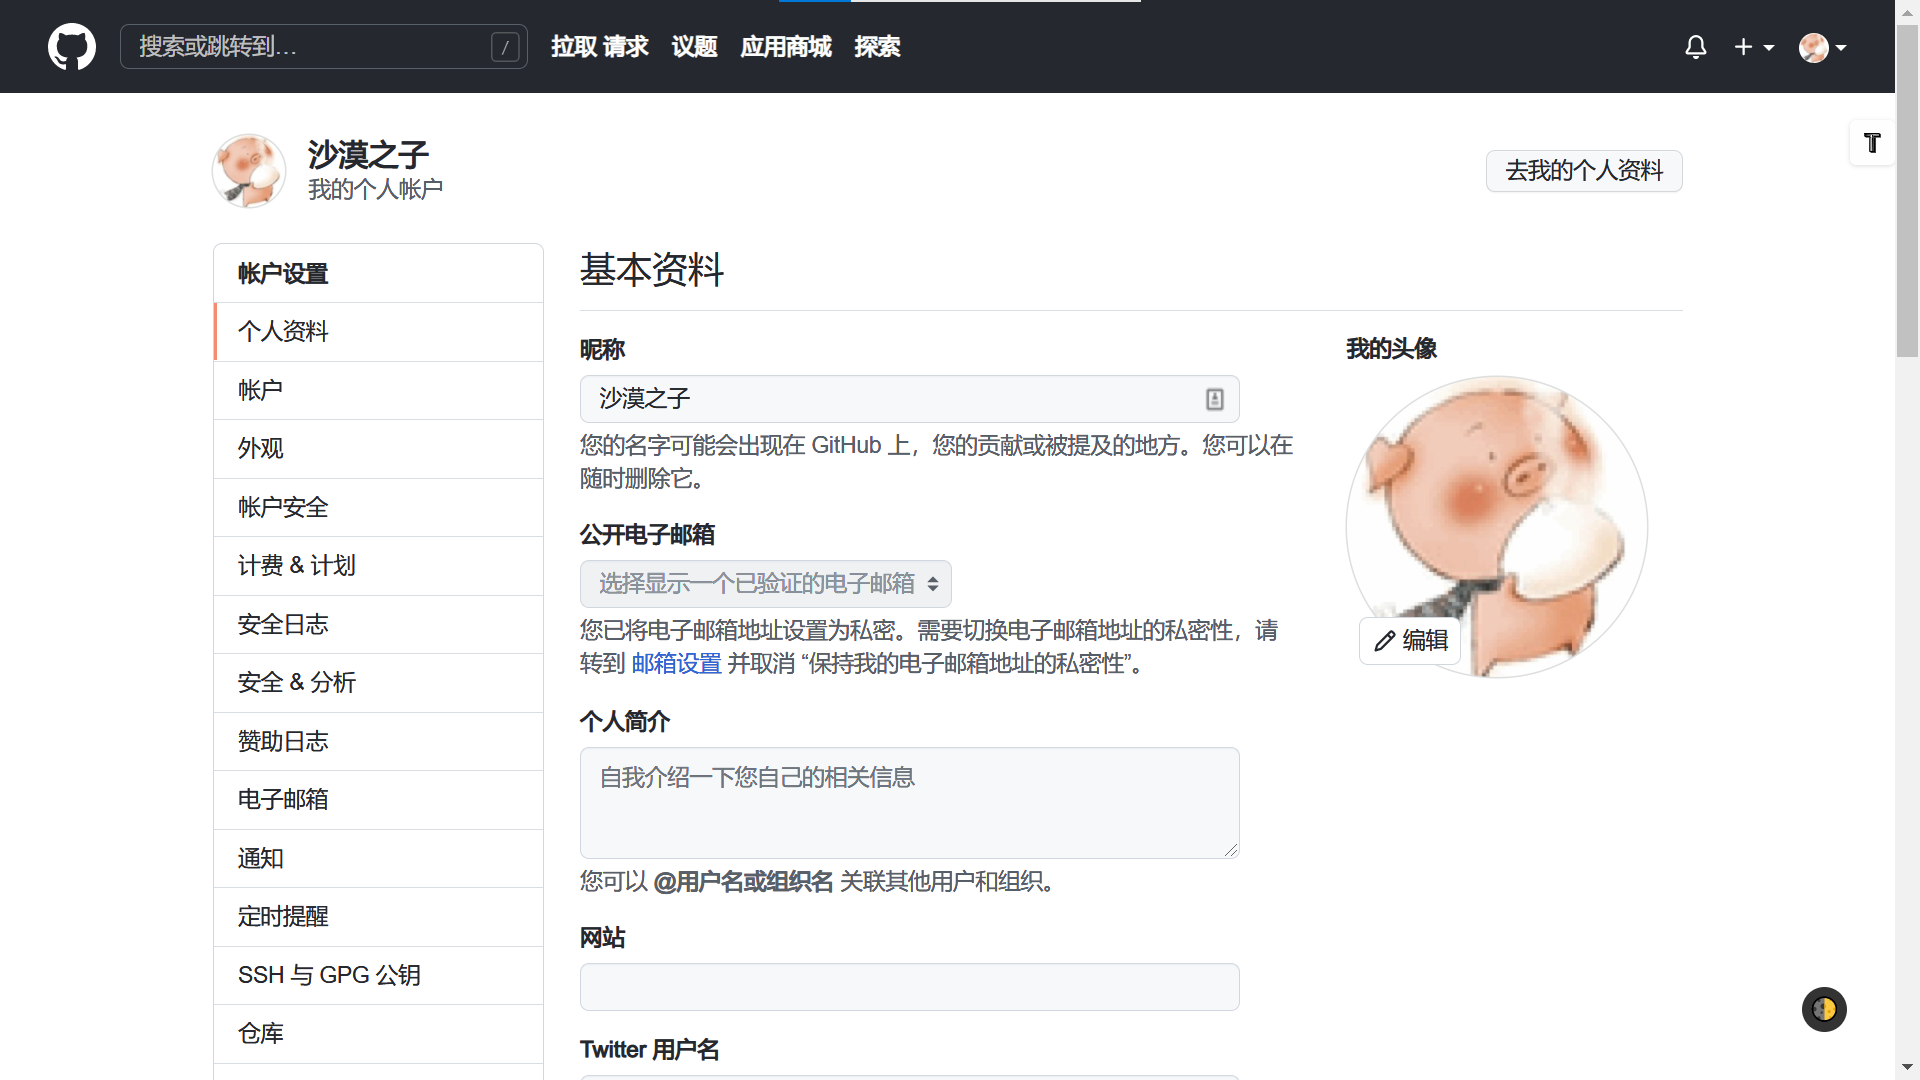 搜索或跳转到…
/
拉取 请求
议题
应用商城
探索
沙漠之子
我的个人帐户
去我的个人资料
帐户设置
个人资料
帐户
外观
帐户安全
计费 & 计划
安全日志
安全 & 分析
赞助日志
电子邮箱
通知
定时提醒
SSH 与 GPG 公钥
仓库
基本资料
昵称
沙漠之子
您的名字可能会出现在 GitHub 上，您的贡献或被提及的地方。您可以在
随时删除它。
公开电子邮箱
选择显示一个已验证的电子邮箱
您已将电子邮箱地址设置为私密。需要切换电子邮箱地址的私密性，请
转到 邮箱设置 并取消 “保持我的电子邮箱地址的私密性”。
个人简介
自我介绍一下您自己的相关信息
您可以 @用户名或组织名 关联其他用户和组织。
网站
Twitter 用户名
我的头像
编辑
T